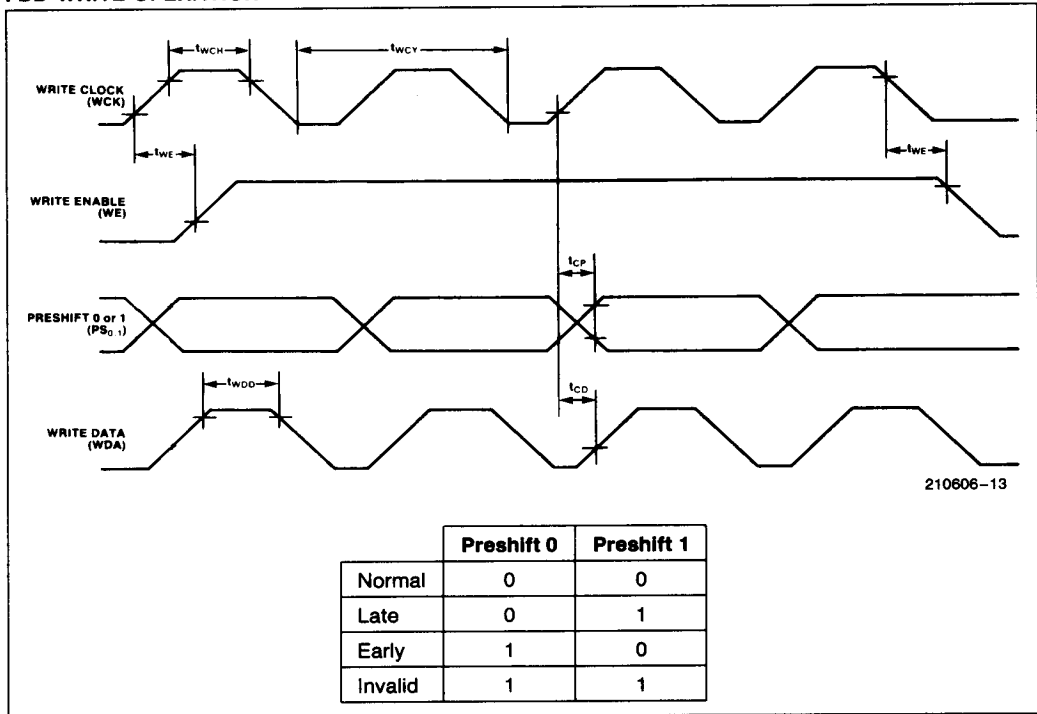 tWCH
tWCY
WRITE CLOCK
(WCK)
tWE
tWE
WRITE ENABLE
(WE)
tCP
PRESHIFT 0 or 1
(PS0,1)
tWDD
tCD
WRITE DATA
(WDA)
210606-13
Preshift 0 Preshift 1
Normal 0 0
Late 0 1
Early 1 0
Invalid 1 1